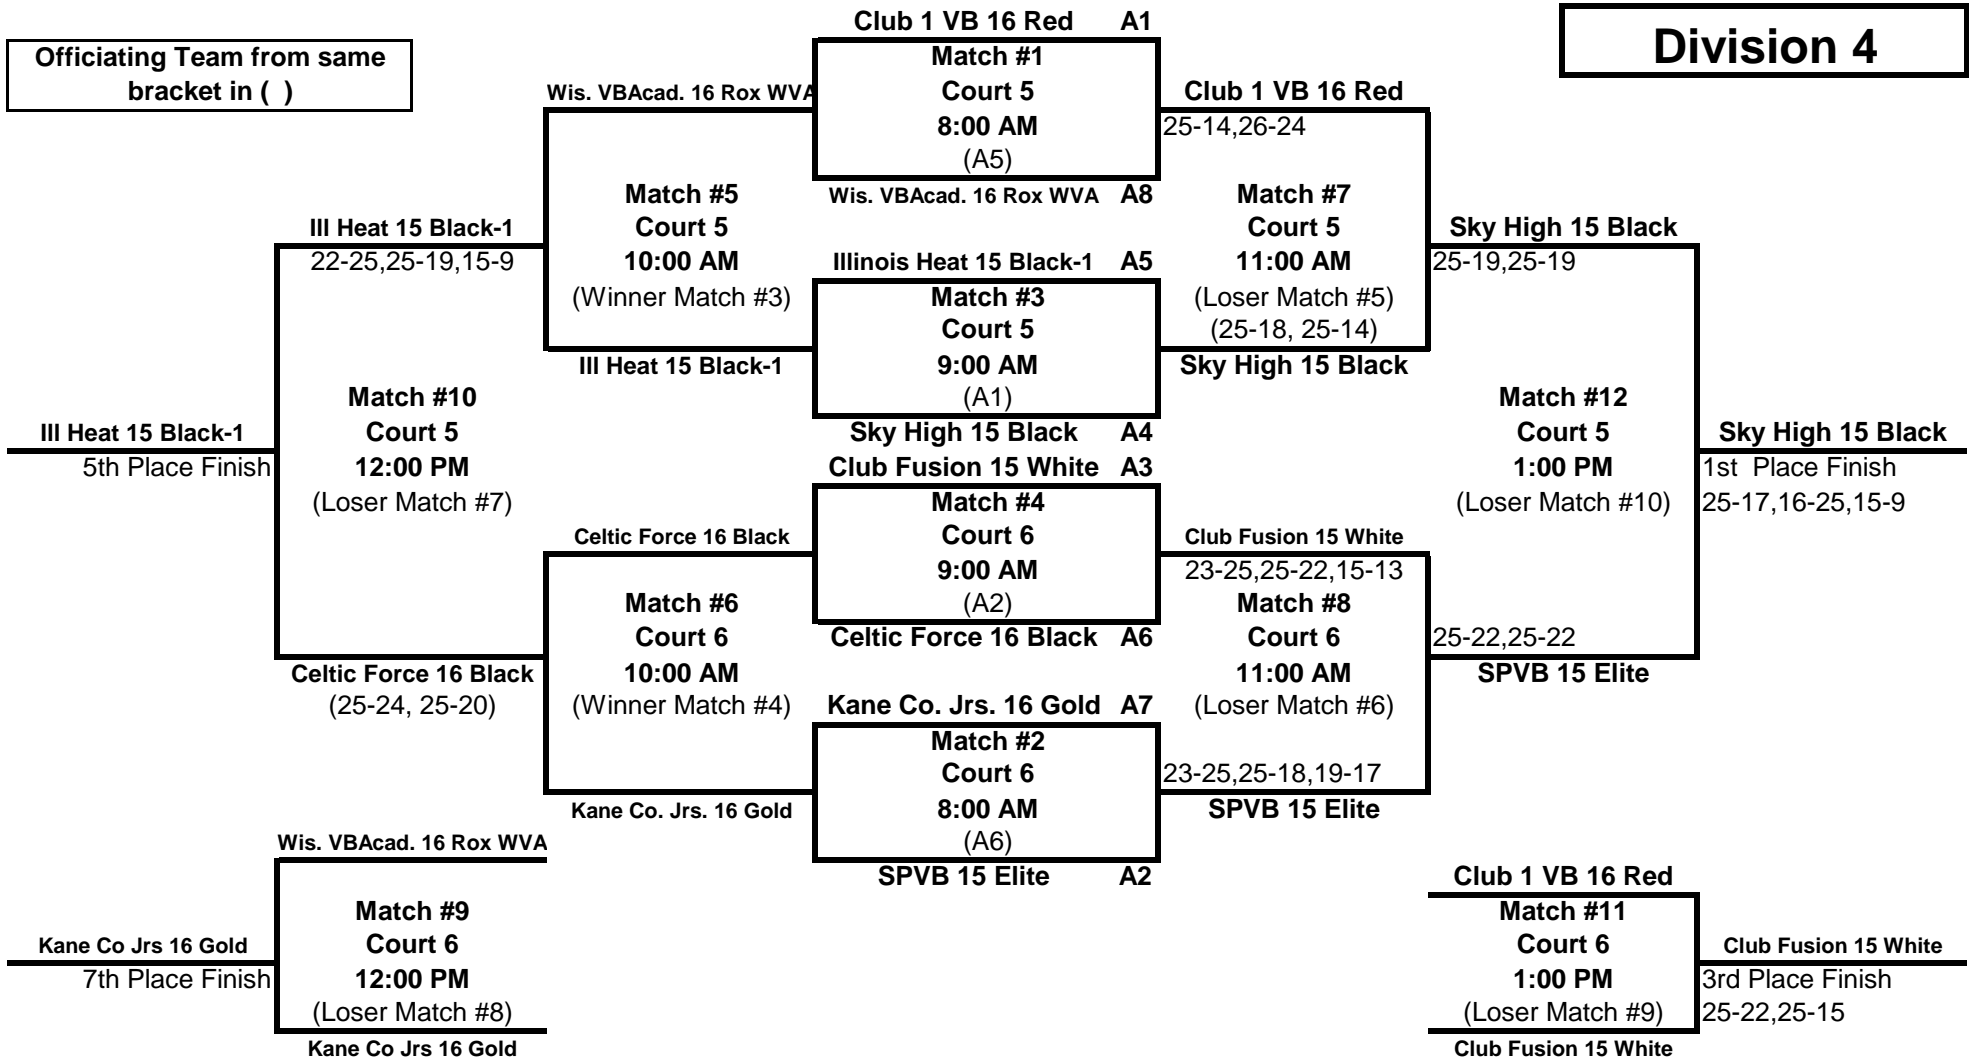 Club 1 VB 16 Red A1
Division 4
Officiating Team from same
bracket in ( )
Match #1
Court 5
8:00 AM
(A5)
Wis. VBAcad. 16 Rox WVA
Club 1 VB 16 Red
25-14,26-24
Wis. VBAcad. 16 Rox WVA A8
Match #5
Court 5
10:00 AM
(Winner Match #3)
Match #7
Court 5
11:00 AM
(Loser Match #5)
(25-18, 25-14)
Ill Heat 15 Black-1
22-25,25-19,15-9
Sky High 15 Black
25-19,25-19
Illinois Heat 15 Black-1 A5
Match #3
Court 5
9:00 AM
(A1)
Ill Heat 15 Black-1
Sky High 15 Black
Sky High 15 Black A4
Match #10
Court 5
12:00 PM
(Loser Match #7)
Match #12
Court 5
1:00 PM
(Loser Match #10)
Ill Heat 15 Black-1
5th Place Finish
Sky High 15 Black
1st  Place Finish
25-17,16-25,15-9
Club Fusion 15 White A3
Match #4
Court 6
9:00 AM
(A2)
Celtic Force 16 Black
Club Fusion 15 White
23-25,25-22,15-13
Celtic Force 16 Black A6
Match #6
Court 6
10:00 AM
(Winner Match #4)
Match #8
Court 6
11:00 AM
(Loser Match #6)
Celtic Force 16 Black
(25-24, 25-20)
25-22,25-22
SPVB 15 Elite
Kane Co. Jrs. 16 Gold A7
Match #2
Court 6
8:00 AM
(A6)
Kane Co. Jrs. 16 Gold
23-25,25-18,19-17
SPVB 15 Elite
SPVB 15 Elite A2
Wis. VBAcad. 16 Rox WVA
Match #9
Court 6
12:00 PM
(Loser Match #8)
Kane Co Jrs 16 Gold
7th Place Finish
Kane Co Jrs 16 Gold
Club 1 VB 16 Red
Match #11
Court 6
1:00 PM
(Loser Match #9)
Club Fusion 15 White
3rd Place Finish
25-22,25-15
Club Fusion 15 White